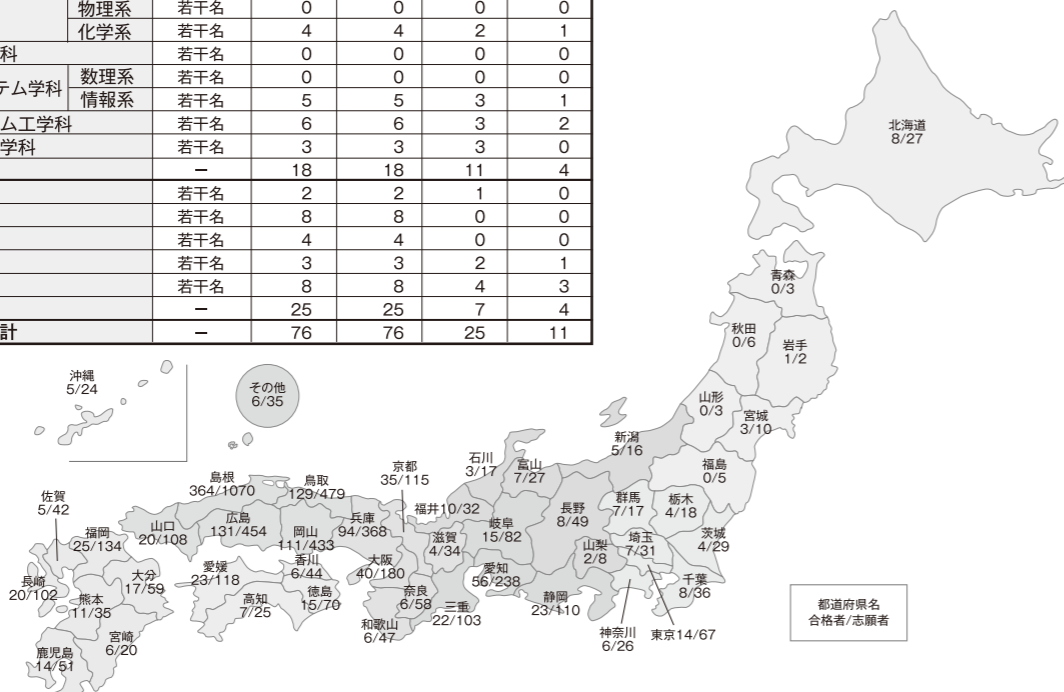 物理系 若干名 0 0 0 0
化学系 若干名 4 4 2 1
科 若干名 0 0 0 0
テム学科 数理系 若干名 0 0 0 0
情報系 若干名 5 5 3 1
ム工学科 若干名 6 6 3 2
学科 若干名 3 3 3 0
− 18 18 11 4
若干名 2 2 1 0
若干名 8 8 0 0
若干名 4 4 0 0
若干名 3 3 2 1
若干名 8 8 4 3
− 25 25 7 4
計 − 76 76 25 11
北海道
8/27
青森
0/3
秋田
0/6
岩手
1/2
山形
0/3
宮城
3/10
福島
0/5
沖縄
5/24
その他
6/35
新潟
5/16
石川
3/17
富山
7/27
京都
35/115
福井10/32
島根
364/1070
鳥取
129/479
佐賀
5/42
福岡
25/134
山口
20/108
広島
131/454
岡山
111/433
兵庫
94/368
滋賀
4/34
岐阜
15/82
長野
8/49
群馬
7/17
栃木
4/18
茨城
4/29
埼玉
7/31
山梨
2/8
千葉
8/36
長崎
20/102
大分
17/59
熊本
11/35
宮崎
6/20
鹿児島
14/51
愛媛
23/118
香川
6/44
高知
7/25
徳島
15/70
大阪
40/180
奈良
6/58
和歌山
6/47
三重
22/103
愛知
56/238
静岡
23/110
神奈川
6/26
東京14/67
都道府県名
合格者/志願者